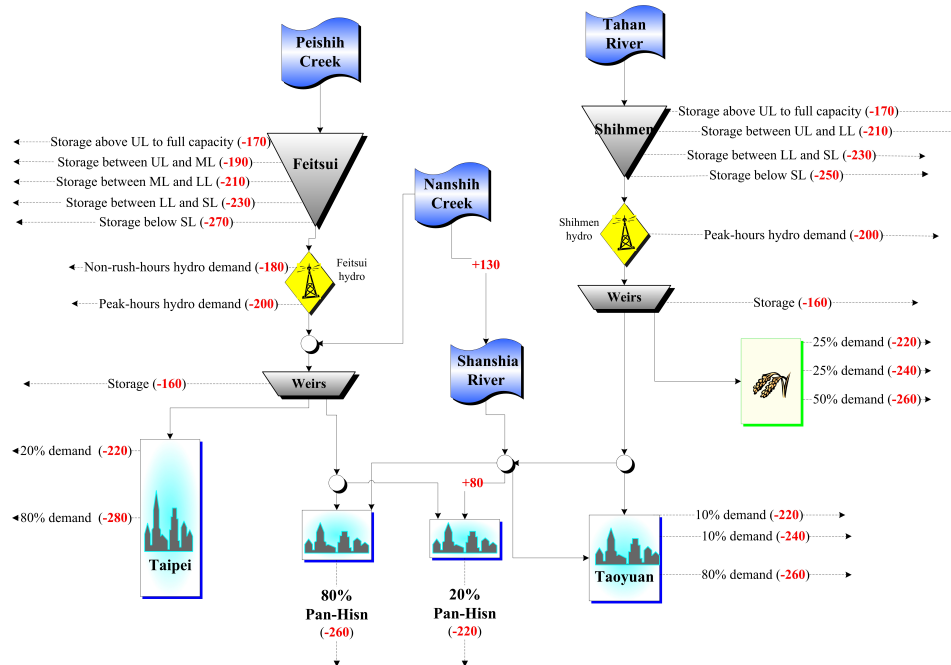 Peishih
Creek
Tahan
River
Storage above UL to full capacity (-170)
Storage between UL and ML (-190)
Storage between ML and LL (-210)
Storage between LL and SL (-230)
Storage below SL (-270)
Feitsui
Nanshih
Creek
Shihmen
Storage above UL to full capacity (-170)
Storage between UL and LL (-210)
Storage between LL and SL (-230)
Storage below SL (-250)
Non-rush-hours hydro demand (-180)
Peak-hours hydro demand (-200)
Feitsui
hydro
+130
Shihmen
hydro
Peak-hours hydro demand (-200)
Weirs
Storage (-160)
Shanshia
River
25% demand (-220)
25% demand (-240)
50% demand (-260)
Storage (-160)
Weirs
20% demand (-220)
80% demand (-280)
Taipei
+80
80%
Pan-Hisn
(-260)
20%
Pan-Hisn
(-220)
Taoyuan
10% demand (-220)
10% demand (-240)
80% demand (-260)